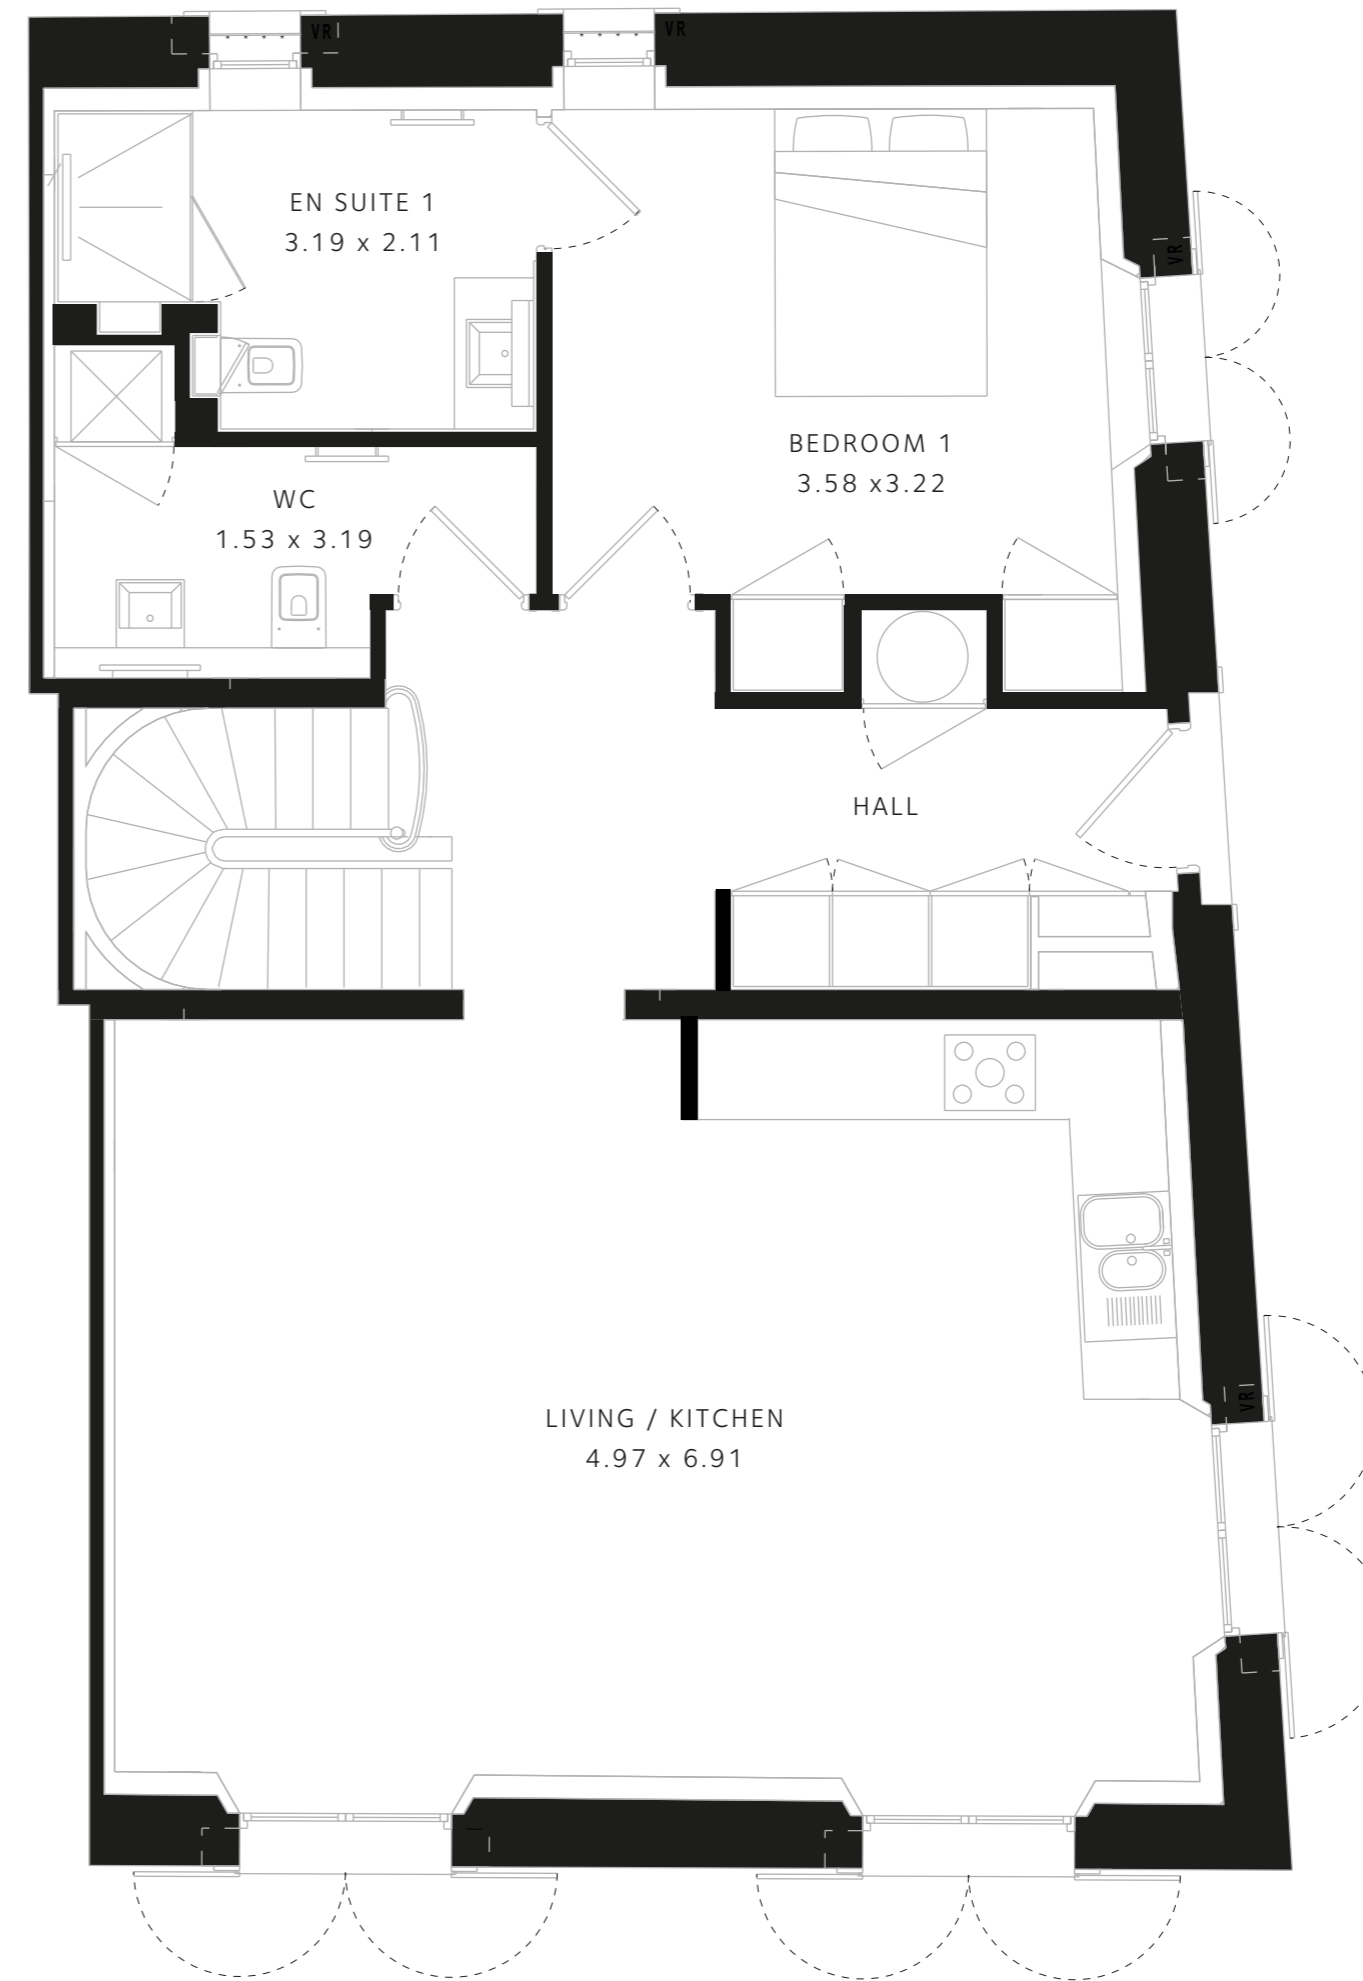 VR
VR
EN SUITE 1
3.19 x 2.11
VR
BEDROOM 1
3.58 x3.22
WC
1.53 x 3.19
HALL
VR
LIVING / KITCHEN
4.97 x 6.91